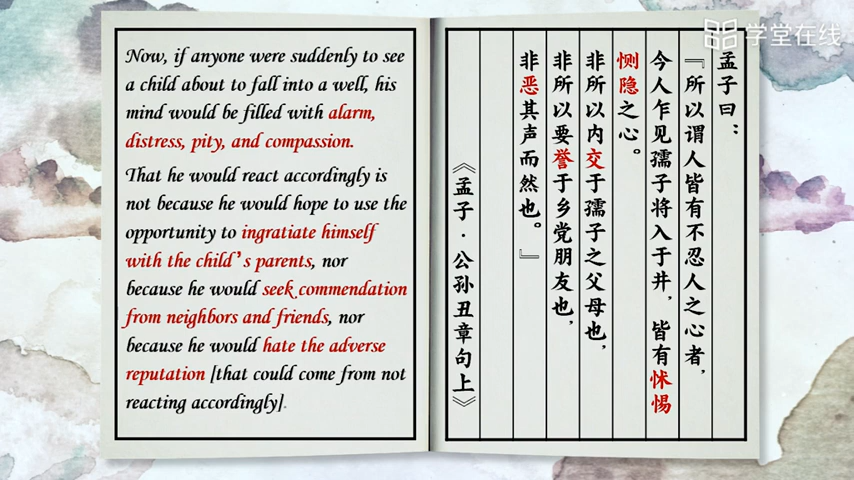 学堂在线
Now, if anyone were suddenly to see
a child about to fall into a well, his
mind would be filled with alarm,
distress, pity, and compassion.
That he would react accordingly is
not because he would hope to use the
opportunity to ingratiate himself
with the child's parents, nor
because he would seek commendation
from neighbors and friends, nor
because he would hate the adverse
reputation [that could come from not
reacting accordingly].
孟子曰：
『所以谓人皆有不忍人之心者，
今人乍见孺子将入于井，皆有怵惕
恻隐之心。
非所以内交于孺子之父母也，
非所以要誉于乡党朋友也，
非恶其声而然也。』
《孟子·公孙丑章句上》